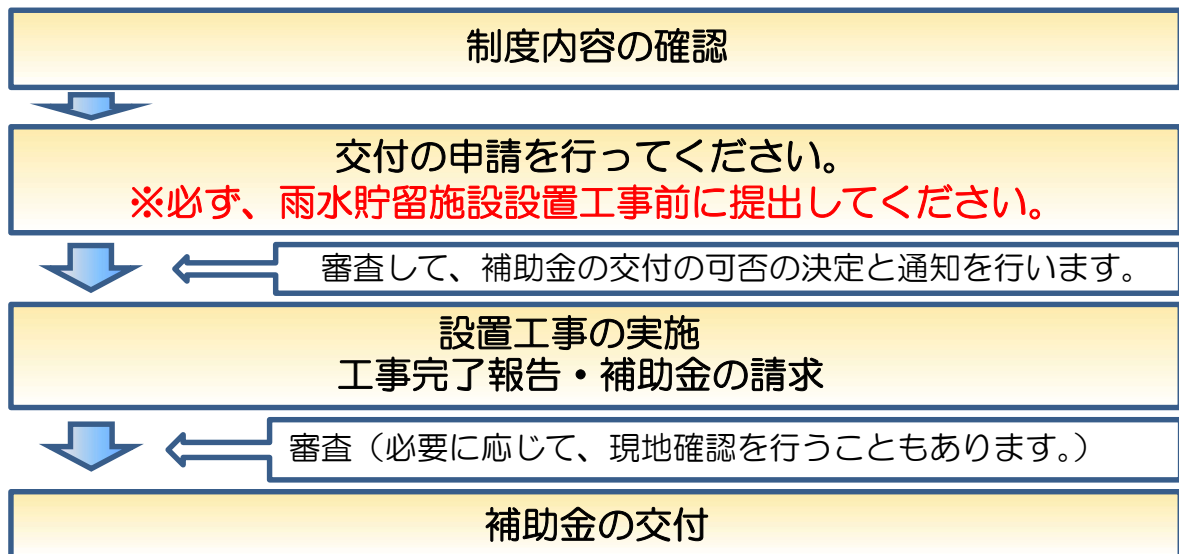 制度内容の確認
交付の申請を行ってください。
※必ず、雨水貯留施設設置工事前に提出してください。
審査して、補助金の交付の可否の決定と通知を行います。
設置工事の実施
工事完了報告・補助金の請求
審査（必要に応じて、現地確認を行うこともあります。）
補助金の交付